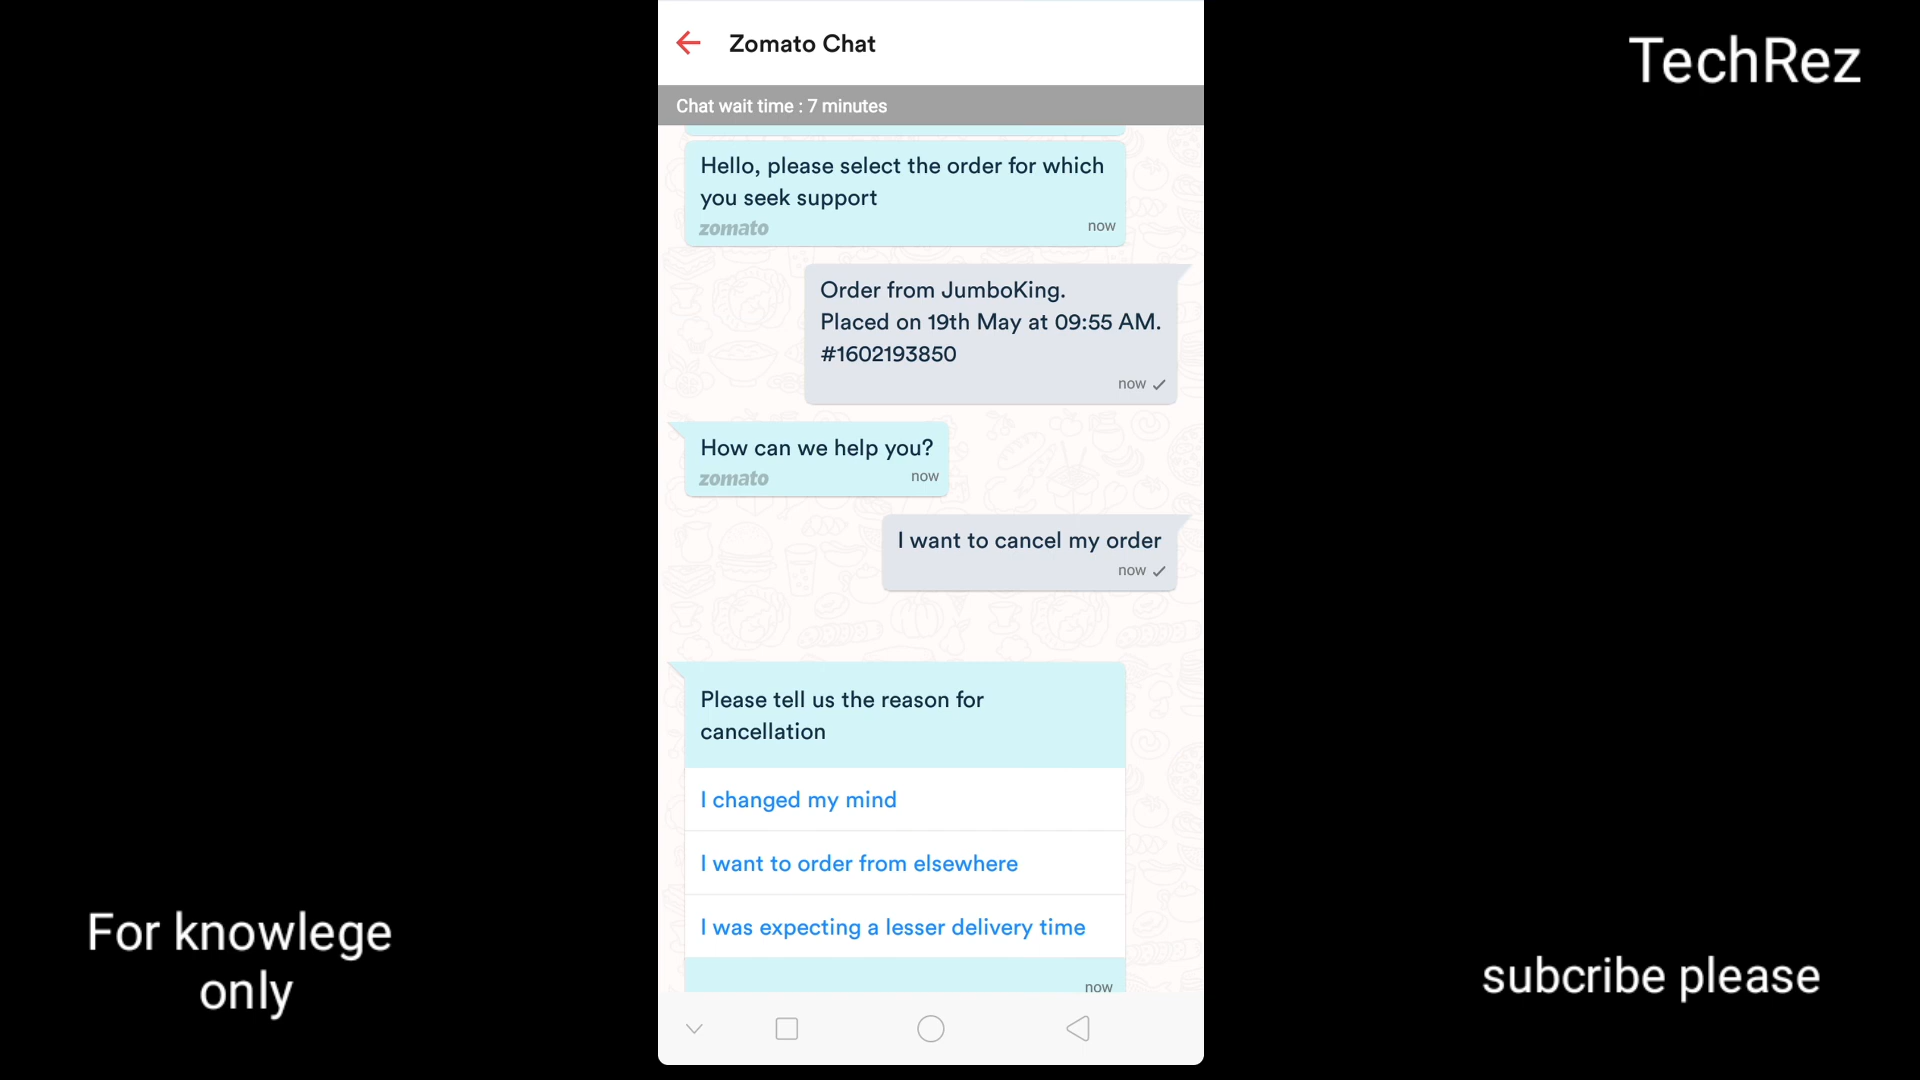 Zomato Chat
TechRez
Chat wait time : 7 minutes
Hello, please select the order for which
you seek support
zomato
now
Order from JumboKing.
Placed on 19th May at 09:55 AM.
#1602193850
now
How can we help you?
zomato
now
I want to cancel my order
now
Please tell us the reason for
cancellation
I changed my mind
I want to order from elsewhere
I was expecting a lesser delivery time
now
For knowlege
only
subcribe please